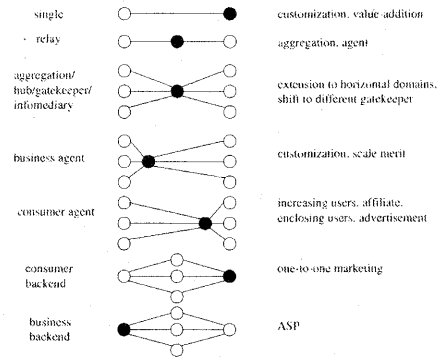 single customization, value-addition
relay aggregation, agent
aggregation/
hub/gatekeeper/
infomediary
extension to horizontal domains,
shift to different gatekeeper
business agent customization, scale merit
consumer agent
increasing users, affiliate,
enclosing users, advertisement
consumer
backend
one-to-one marketing
business
backend
ASP